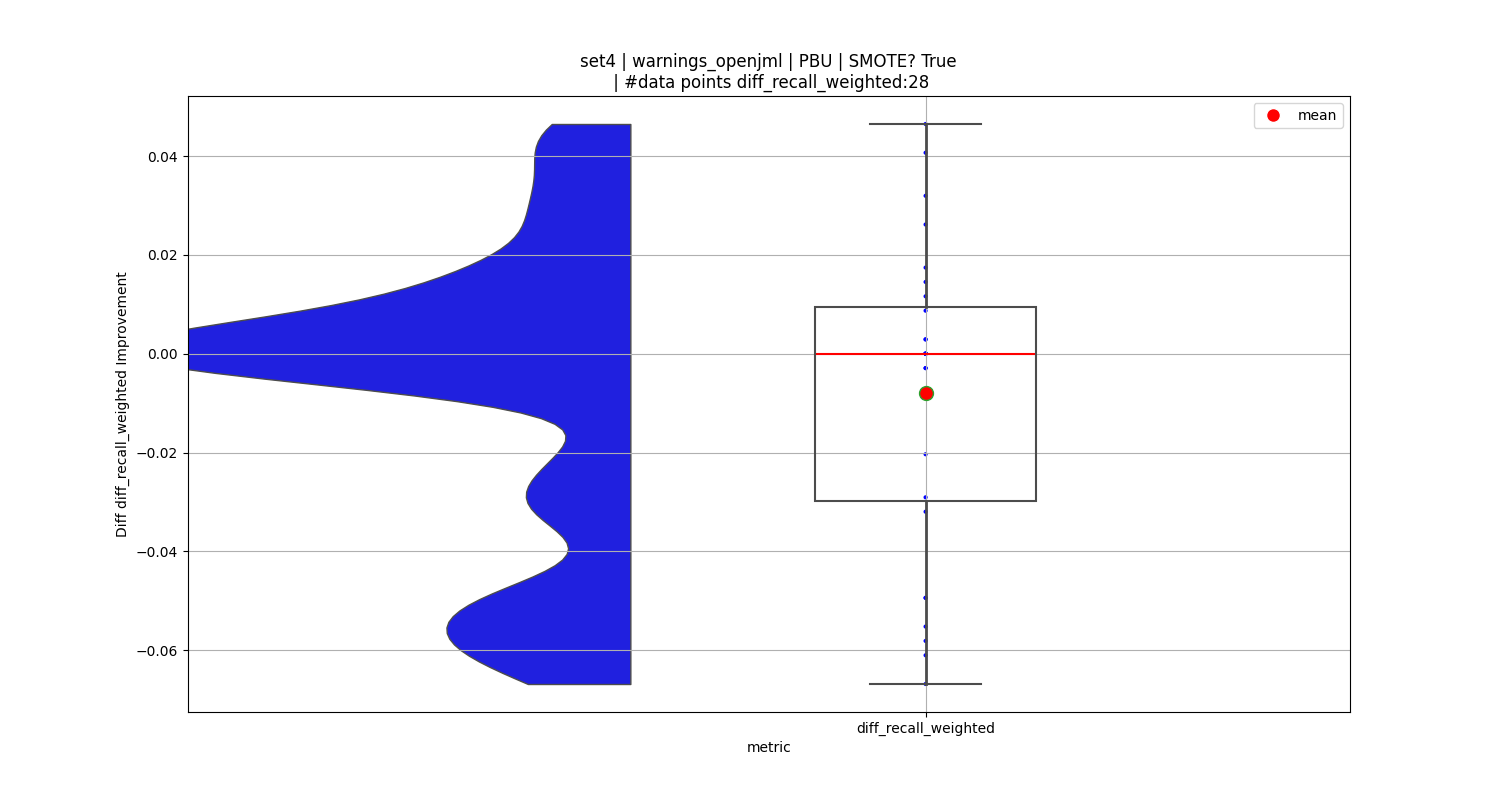 set4 | warnings_openjml | PBU | SMOTE? True
| #data points diff_recall_weighted:28
mean
0.04
0.02
0.00
−0.02
−0.04
−0.06
Diff diff_recall_weighted Improvement
diff_recall_weighted
metric